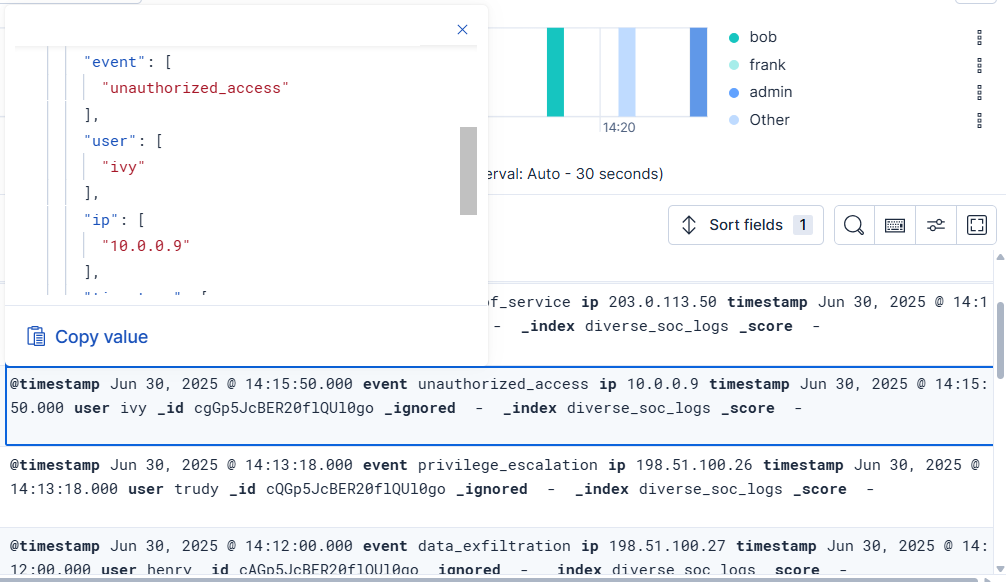 "event": [
"unauthorized_access"
],
"user": [
"ivy"
],
"ip": [
"10.0.0.9"
],
Copy value
bob
frank
admin
Other
14:20
erval: Auto - 30 seconds)
Sort fields 1
of_service ip 203.0.113.50 timestamp Jun 30, 2025 @ 14:1
- _index diverse_soc_logs _score -
@timestamp Jun 30, 2025 @ 14:15:50.000 event unauthorized_access ip 10.0.0.9 timestamp Jun 30, 2025 @ 14:15:
50.000 user ivy _id cgGp5JcBER20flQUl0go _ignored - _index diverse_soc_logs _score -
@timestamp Jun 30, 2025 @ 14:13:18.000 event privilege_escalation ip 198.51.100.26 timestamp Jun 30, 2025 @
14:13:18.000 user trudy _id cQGp5JcBER20flQUl0go _ignored - _index diverse_soc_logs _score -
@timestamp Jun 30, 2025 @ 14:12:00.000 event data_exfiltration ip 198.51.100.27 timestamp Jun 30, 2025 @ 14:
12:00.000 user henry _id cAGp5JcBER20flQUl0go _ignored - _index diverse_soc_logs _score -